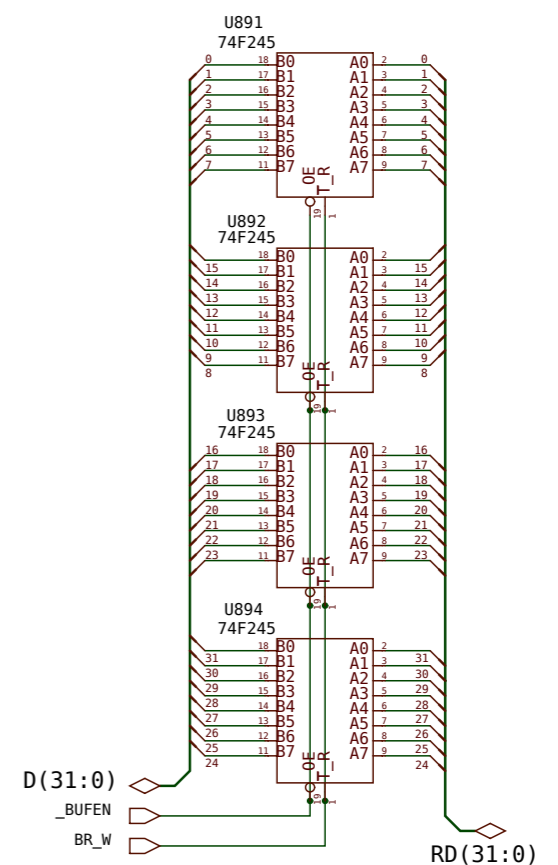 U891
74F245
0 18 B0 A0 2 0
1 17 B1 A1 3 1
2 16 B2 A2 4 2
3 15 B3 A3 5 3
4 14 B4 A4 6 4
5 13 B5 A5 7 5
6 12 B6 A6 8 6
7 11 B7 A7 9 7
OE T_R
19 1
U892
74F245
18 B0 A0 2
15 17 B1 A1 3 15
14 16 B2 A2 4 14
13 15 B3 A3 5 13
12 14 B4 A4 6 12
11 13 B5 A5 7 11
10 12 B6 A6 8 10
9 11 B7 A7 9 9
8 8
OE T_R
19 1
U893
74F245
16 18 B0 A0 2 16
17 17 B1 A1 3 17
18 16 B2 A2 4 18
19 15 B3 A3 5 19
20 14 B4 A4 6 20
21 13 B5 A5 7 21
22 12 B6 A6 8 22
23 11 B7 A7 9 23
OE T_R
19 1
U894
74F245
18 B0 A0 2
31 17 B1 A1 3 31
30 16 B2 A2 4 30
29 15 B3 A3 5 29
28 14 B4 A4 6 28
27 13 B5 A5 7 27
26 12 B6 A6 8 26
25 11 B7 A7 9 25
24 24
OE T_R
19 1
D(31:0)
_BUFEN
BR_W
RD(31:0)